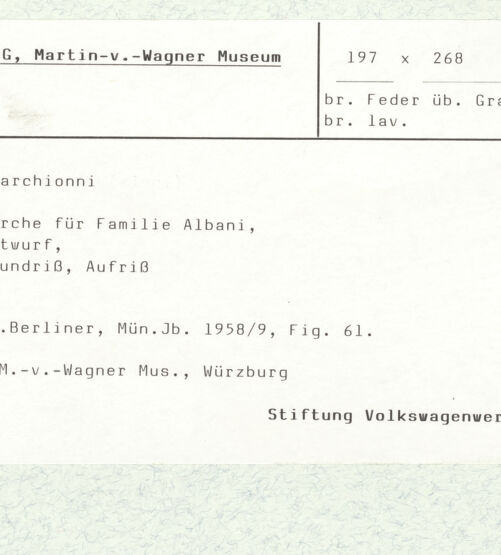 G, Martin-v.-Wagner Museum
197 x 268
br. Feder üb. Gra
br. lav.
archionni
rche für Familie Albani,
twurf,
undriß, Aufriß
.Berliner, Mün.Jb. 1958/9, Fig. 61.
M.-v.-Wagner Mus., Würzburg
Stiftung Volkswagenwer